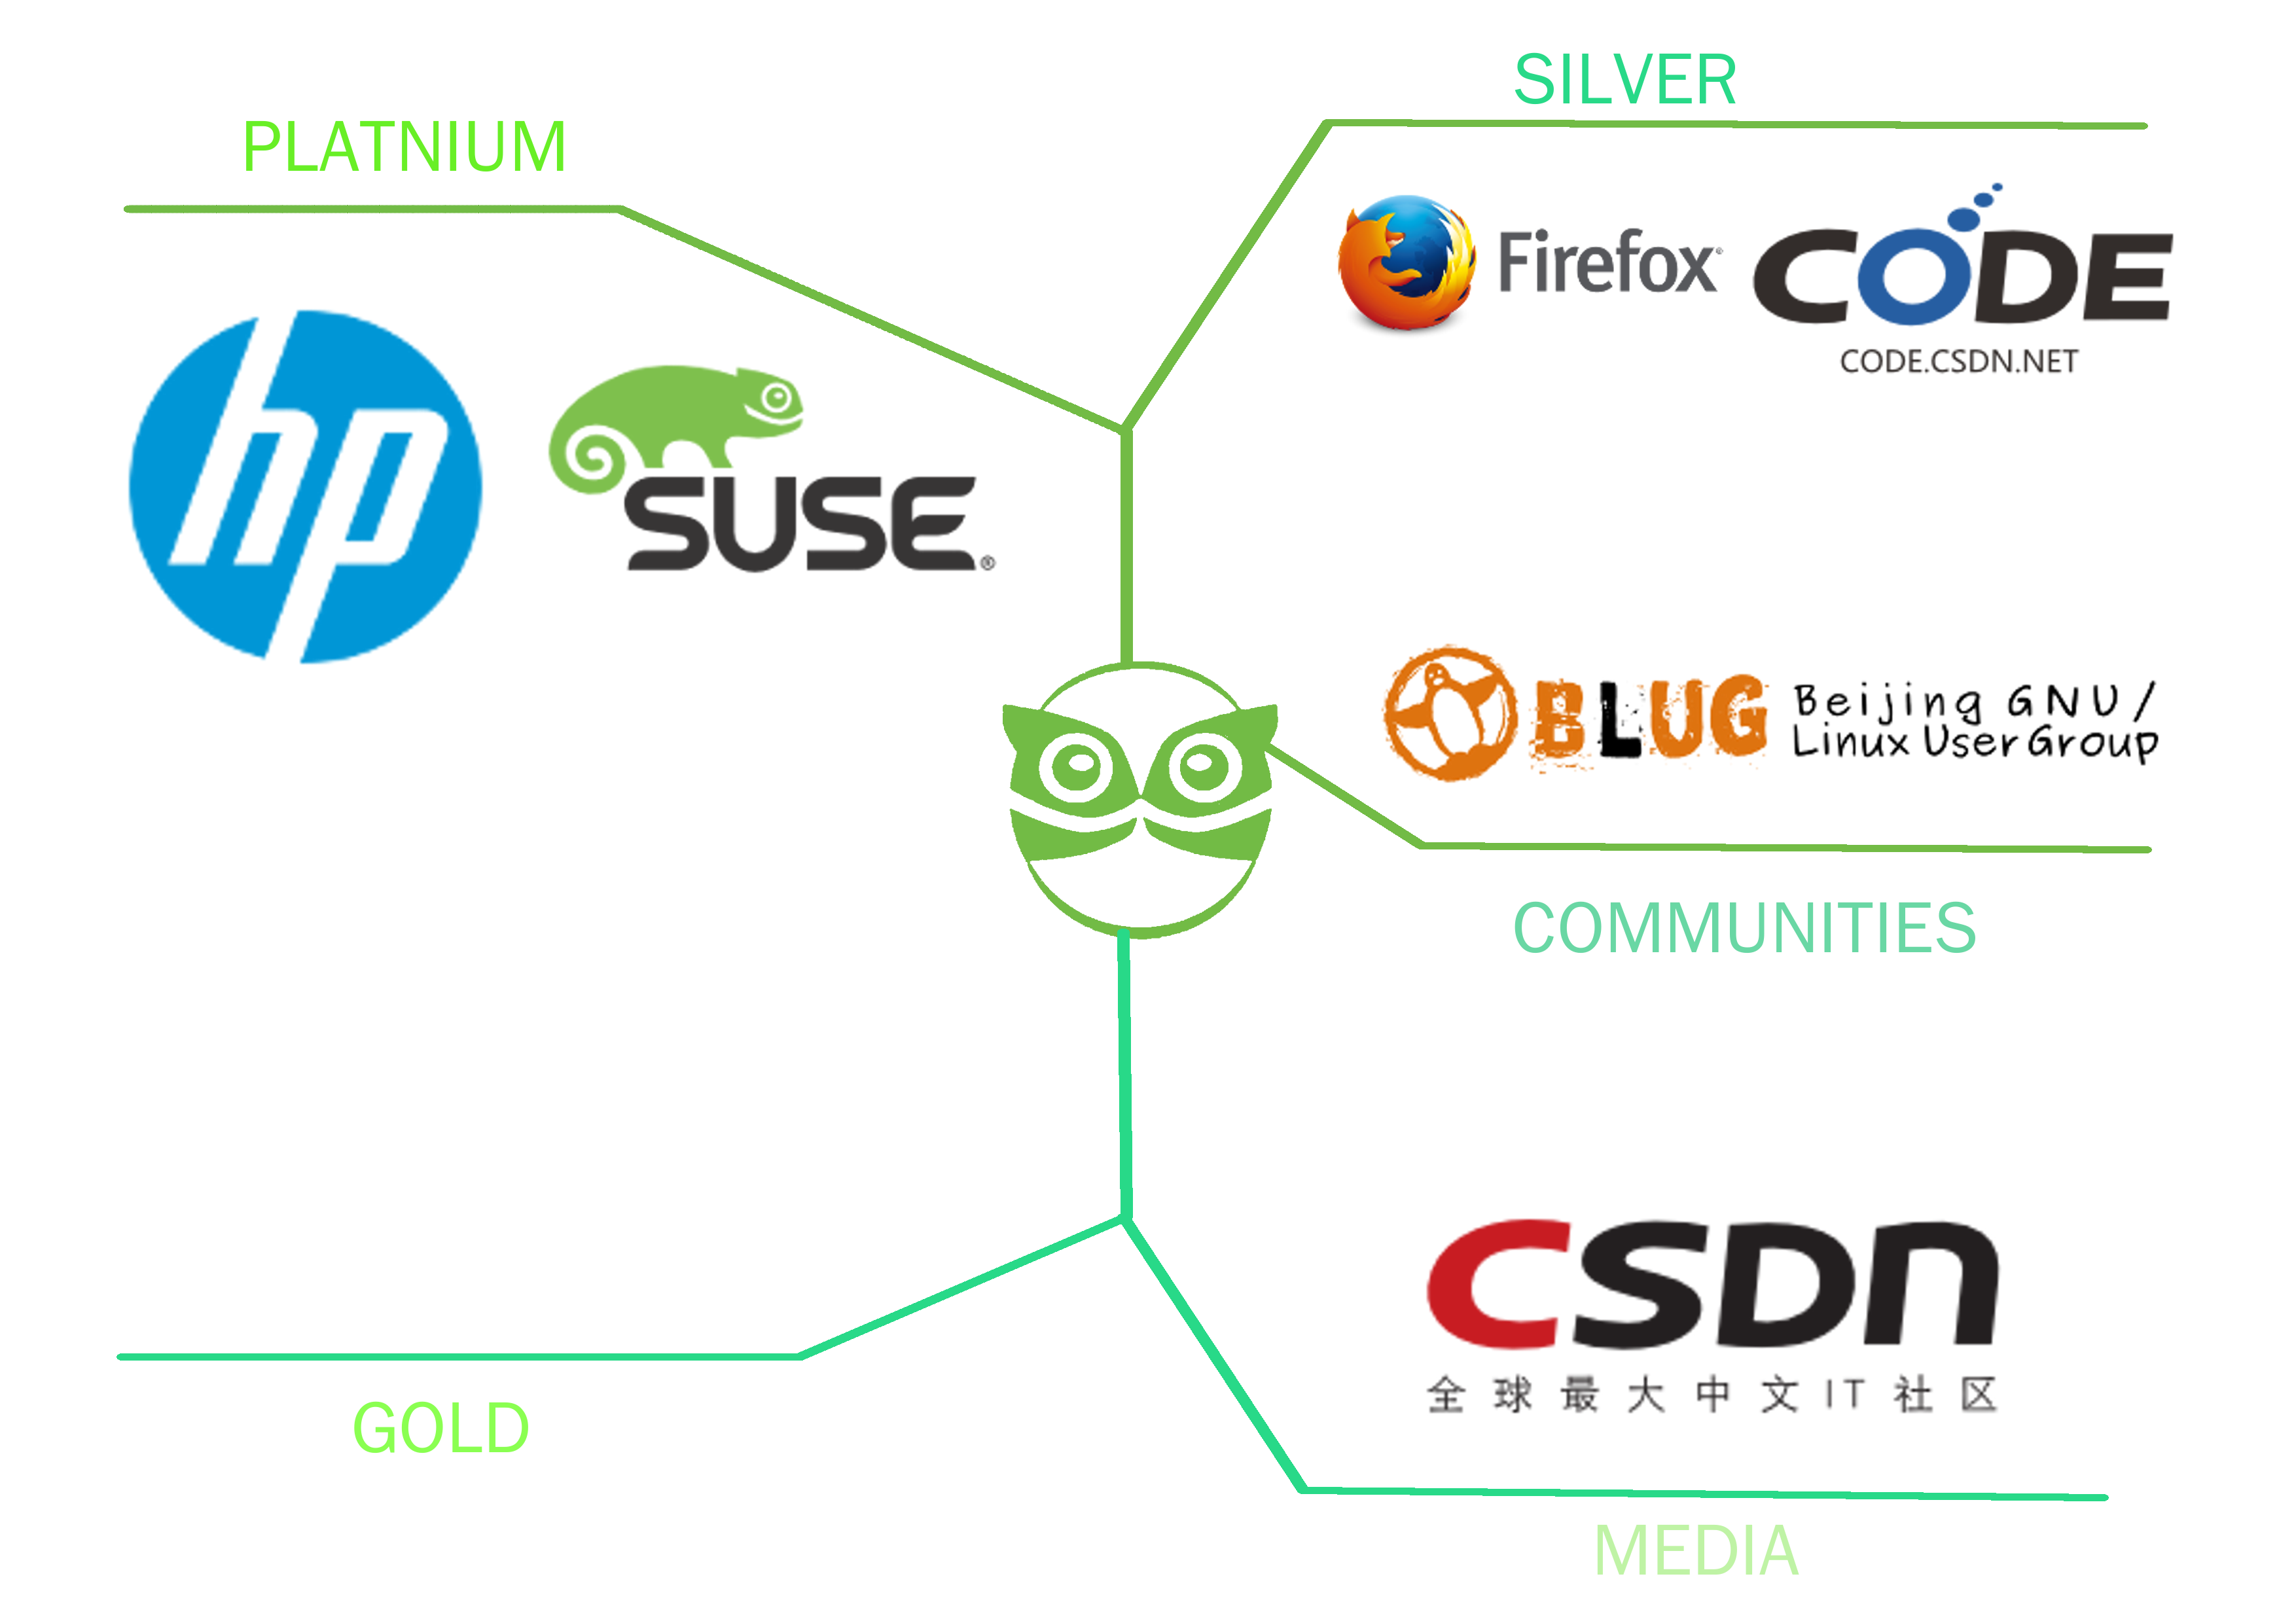 PLATNIUM
hp
SUSE®
SILVER
Firefox®
CODE
CODE.CSDN.NET
BLUG
Beijing GNU/
Linux User Group
COMMUNITIES
GOLD
CSDN
全球最大中文IT社区
MEDIA